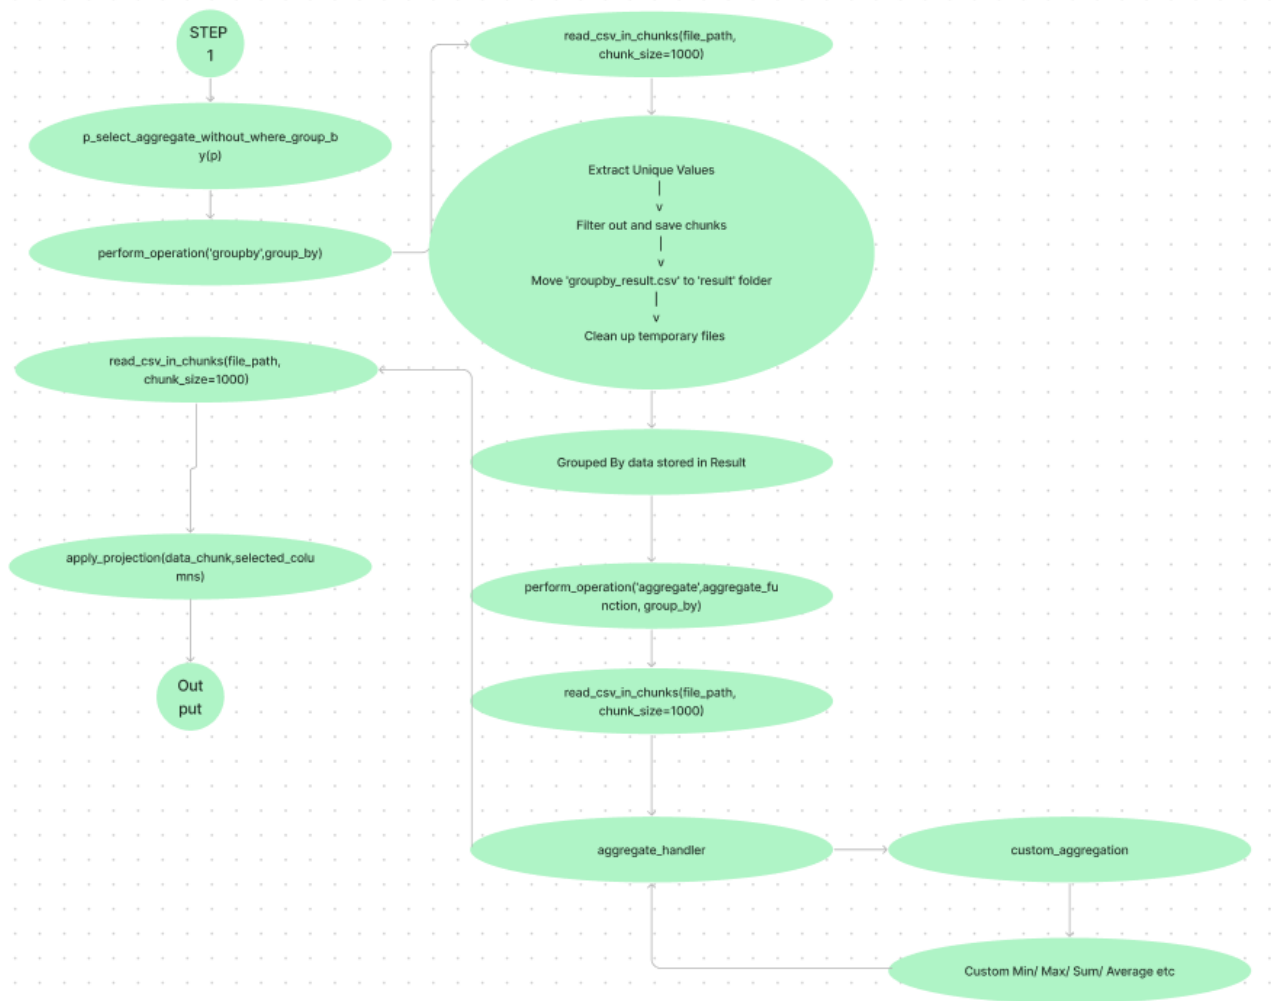 STEP
1
p_select_aggregate_without_where_group_b
y(p)
perform_operation('groupby',group_by)
read_csv_in_chunks(file_path,
chunk_size=1000)
Extract Unique Values
|
v
Filter out and save chunks
|
v
Move 'groupby_result.csv' to 'result' folder
|
v
Clean up temporary files
Grouped By data stored in Result
perform_operation('aggregate',aggregate_fu
nction, group_by)
read_csv_in_chunks(file_path,
chunk_size=1000)
aggregate_handler
custom_aggregation
Custom Min/ Max/ Sum/ Average etc
read_csv_in_chunks(file_path,
chunk_size=1000)
apply_projection(data_chunk,selected_colu
mns)
Out
put